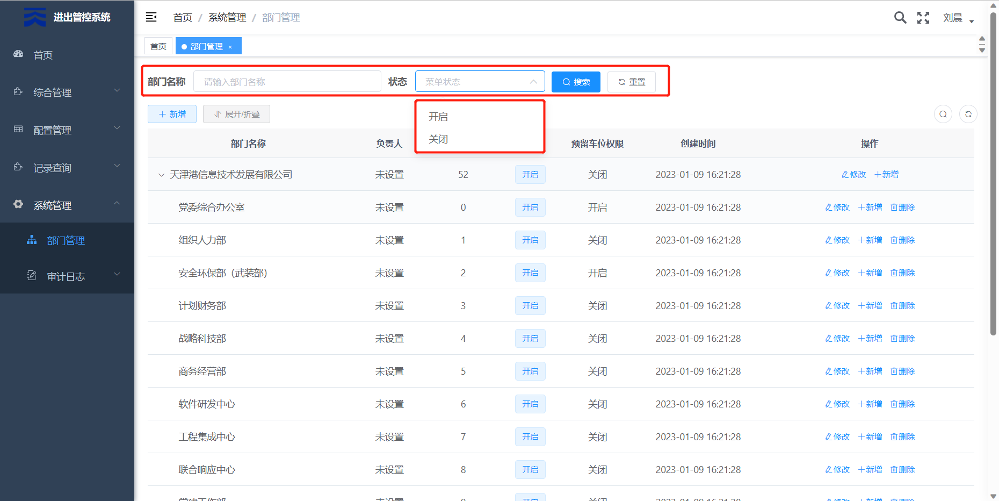 进出管控系统
首页 / 系统管理 / 部门管理
刘晨
首页
部门管理 ×
首页
综合管理
配置管理
记录查询
系统管理
部门管理
审计日志
部门名称 请输入部门名称 状态 菜单状态 搜索 重置
新增 展开/折叠
开启
关闭
部门名称 负责人 预留车位权限 创建时间 操作
天津港信息技术发展有限公司 未设置 52 开启 关闭 2023-01-09 16:21:28 修改 新增
党委综合办公室 未设置 0 开启 开启 2023-01-09 16:21:28 修改 新增 删除
组织人力部 未设置 1 开启 关闭 2023-01-09 16:21:28 修改 新增 删除
安全环保部（武装部） 未设置 2 开启 开启 2023-01-09 16:21:28 修改 新增 删除
计划财务部 未设置 3 开启 关闭 2023-01-09 16:21:28 修改 新增 删除
战略科技部 未设置 4 开启 关闭 2023-01-09 16:21:28 修改 新增 删除
商务经营部 未设置 5 开启 关闭 2023-01-09 16:21:28 修改 新增 删除
软件研发中心 未设置 6 开启 关闭 2023-01-09 16:21:28 修改 新增 删除
工程集成中心 未设置 7 开启 关闭 2023-01-09 16:21:28 修改 新增 删除
联合响应中心 未设置 8 开启 关闭 2023-01-09 16:21:28 修改 新增 删除